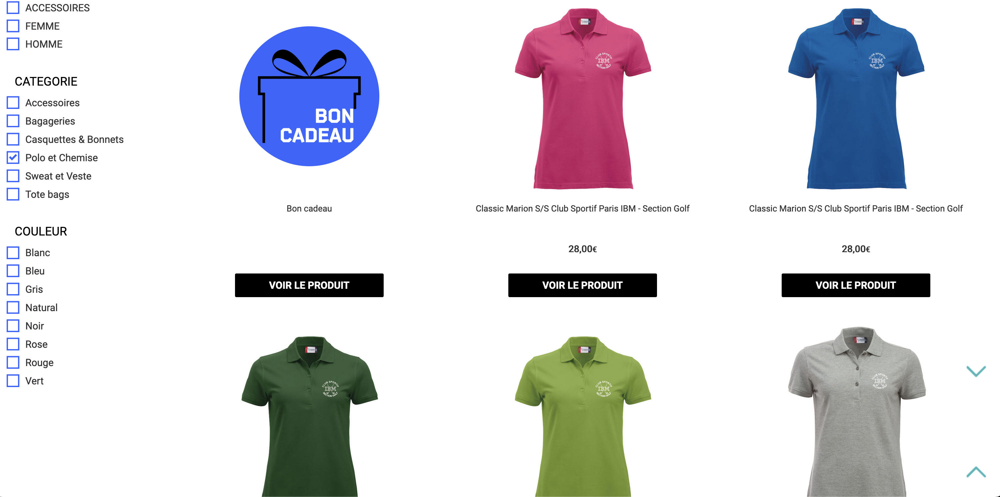 ACCESSOIRES
FEMME
HOMME
CATEGORIE
Accessoires
Bagageries
Casquettes & Bonnets
Polo et Chemise
Sweat et Veste
Tote bags
COULEUR
Blanc
Bleu
Gris
Natural
Noir
Rose
Rouge
Vert
BON
CADEAU
Bon cadeau
VOIR LE PRODUIT
CLUB SPORTIF
IBM
SECTION GOLF
Classic Marion S/S Club Sportif Paris IBM - Section Golf
28,00€
VOIR LE PRODUIT
CLUB SPORTIF
IBM
SECTION GOLF
Classic Marion S/S Club Sportif Paris IBM - Section Golf
28,00€
VOIR LE PRODUIT
CLUB SPORTIF
IBM
SECTION GOLF
CLUB SPORTIF
IBM
SECTION GOLF
CLUB SPORTIF
IBM
SECTION GOLF